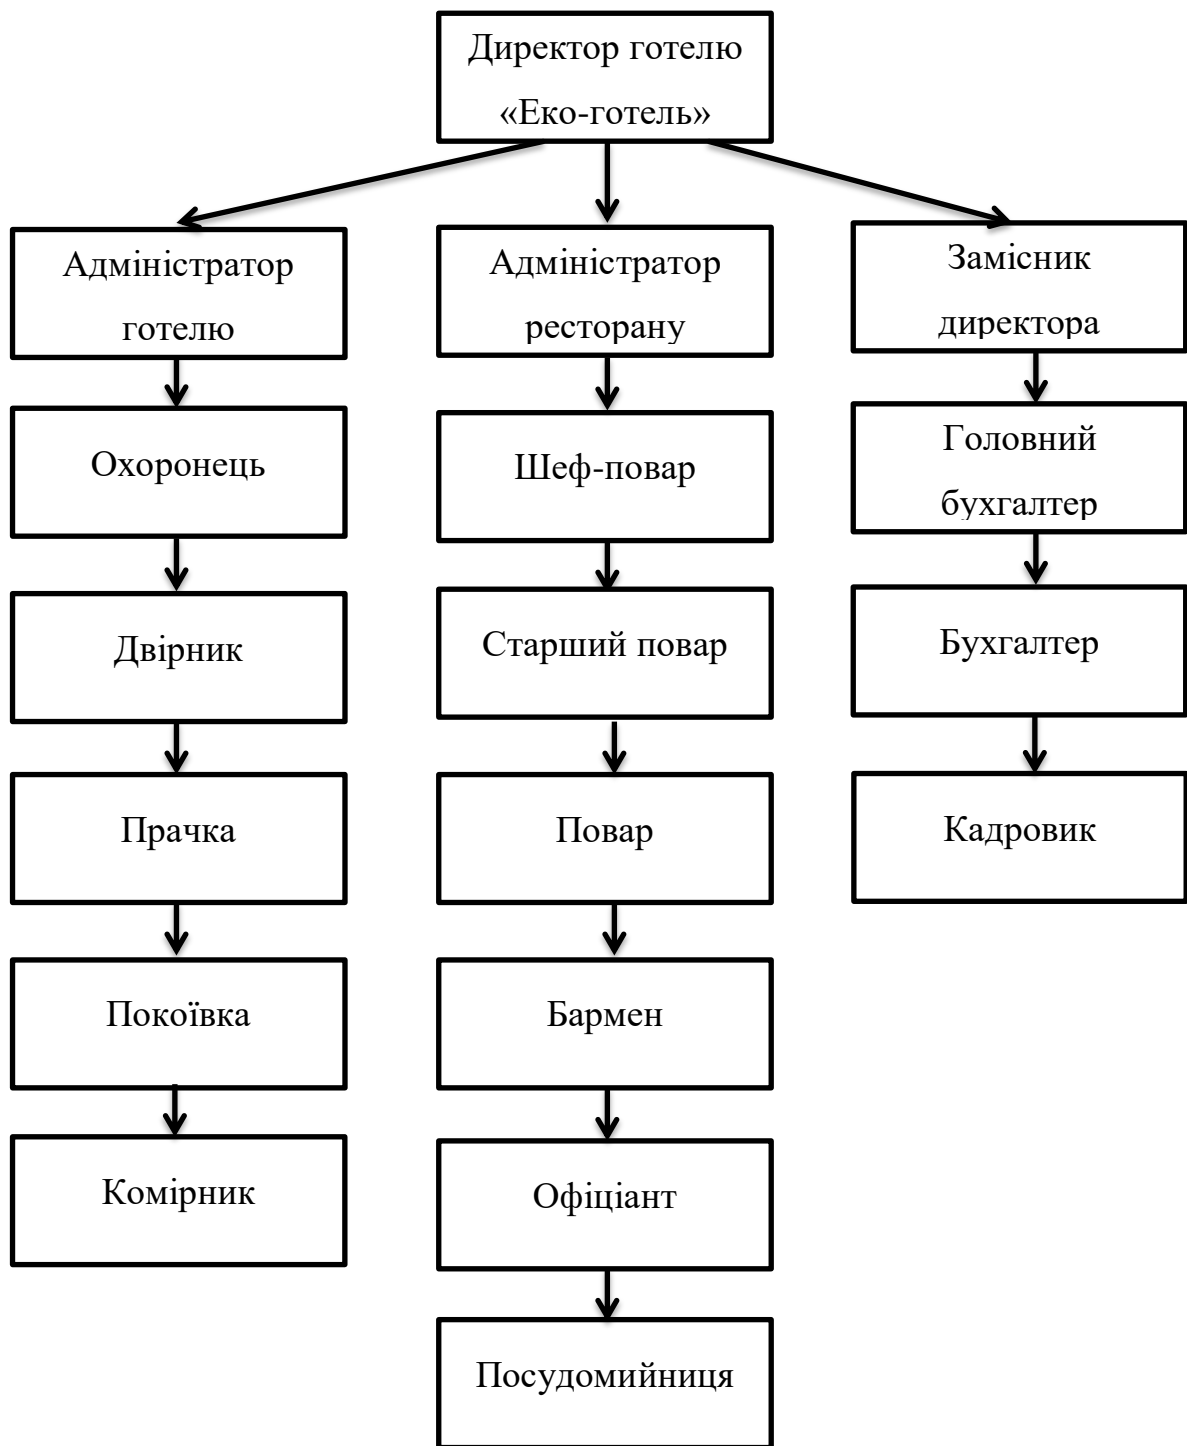 Директор готелю
«Еко-готель»
Адміністратор
готелю
Адміністратор
ресторану
Замісник
директора
Охоронець
Шеф-повар
Головний
бухгалтер
Двірник
Старший повар
Бухгалтер
Прачка
Повар
Кадровик
Покоївка
Бармен
Комірник
Офіціант
Посудомийниця